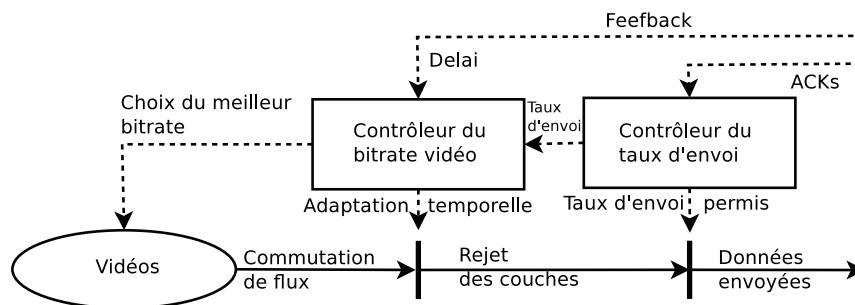 Feefback
Delai
ACKs
Choix du meilleur
bitrate
Taux
d'envoi
Contrôleur du
bitrate vidéo
Contrôleur du
taux d'envoi
Adaptation temporelle
Taux d'envoi permis
Vidéos
Commutation
de flux
Rejet
des couches
Données
envoyées